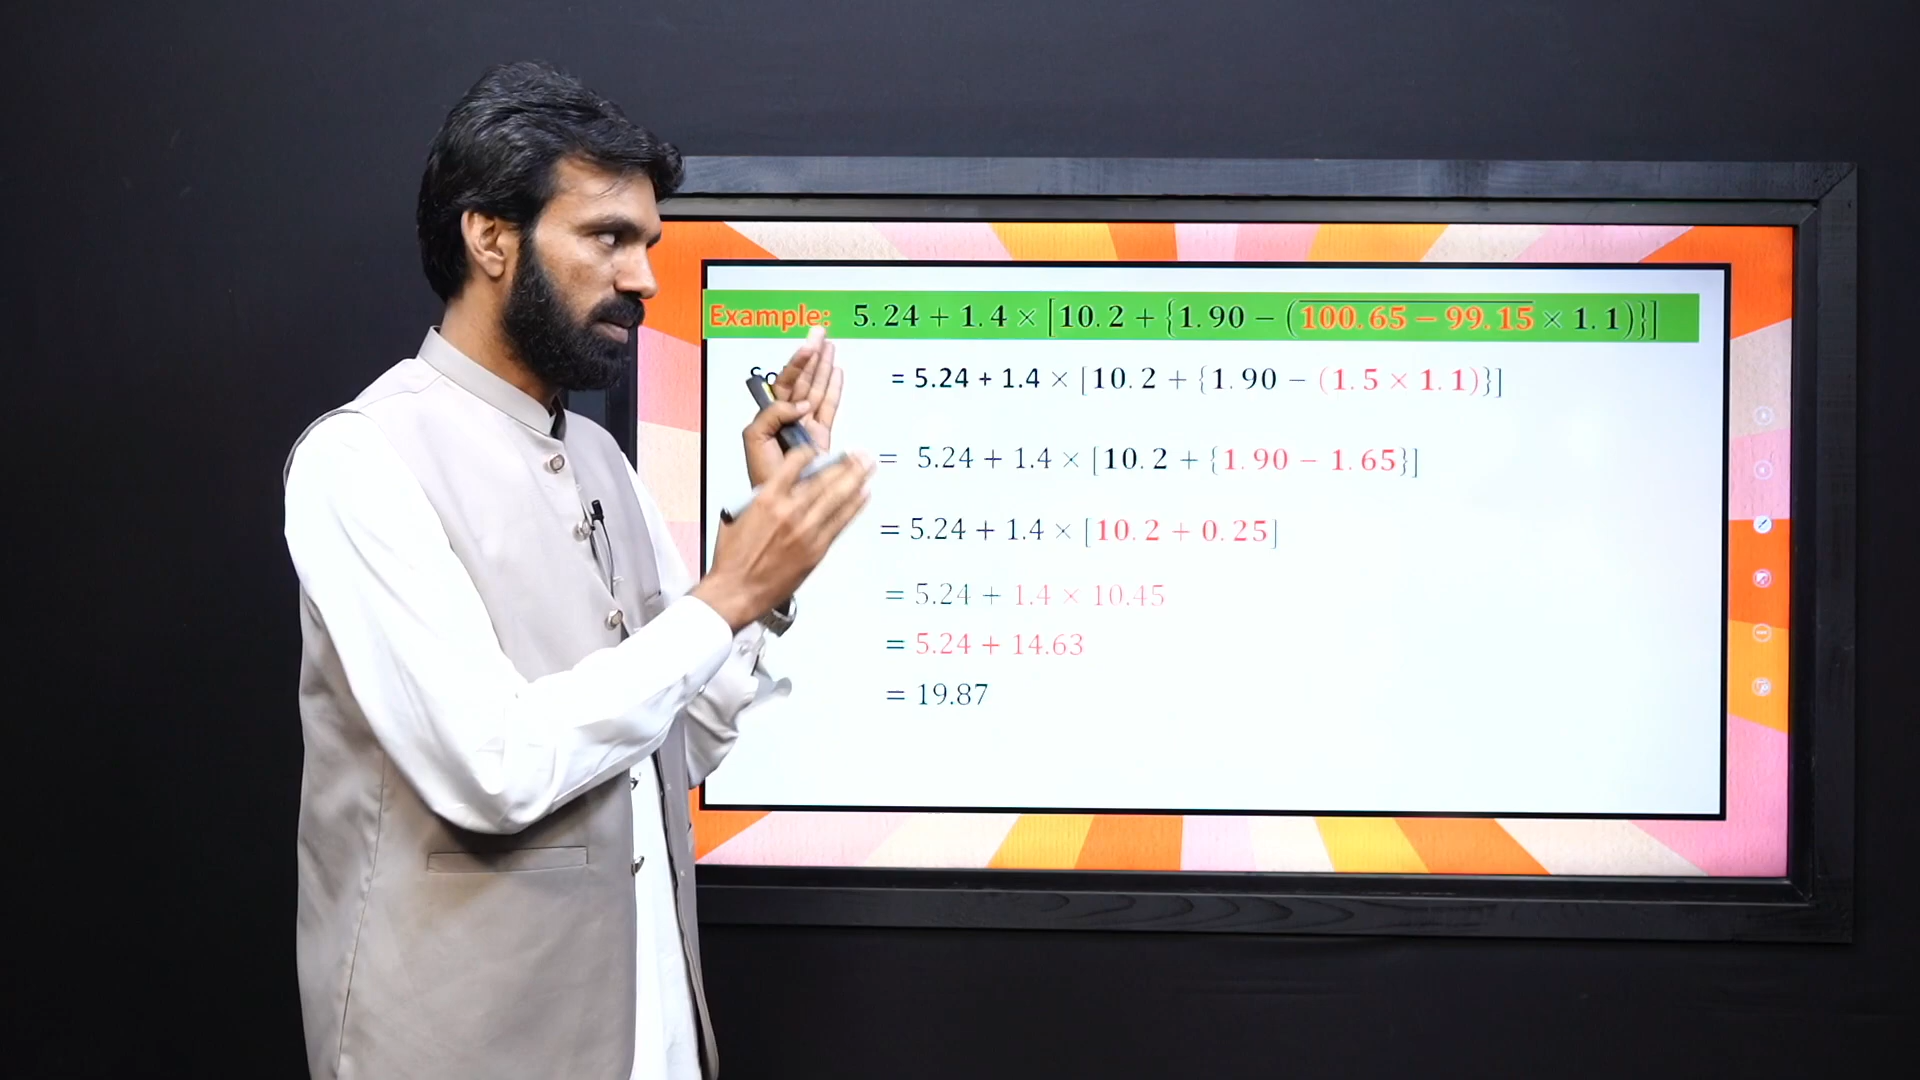 Example: 5.24 + 1.4 × [10.2 + {1.90 − (\overline{100.65 − 99.15} × 1.1)}]
= 5.24 + 1.4 × [10.2 + {1.90 − (1.5 × 1.1)}]
= 5.24 + 1.4 × [10.2 + {1.90 − 1.65}]
= 5.24 + 1.4 × [10.2 + 0.25]
= 5.24 + 1.4 × 10.45
= 5.24 + 14.63
= 19.87